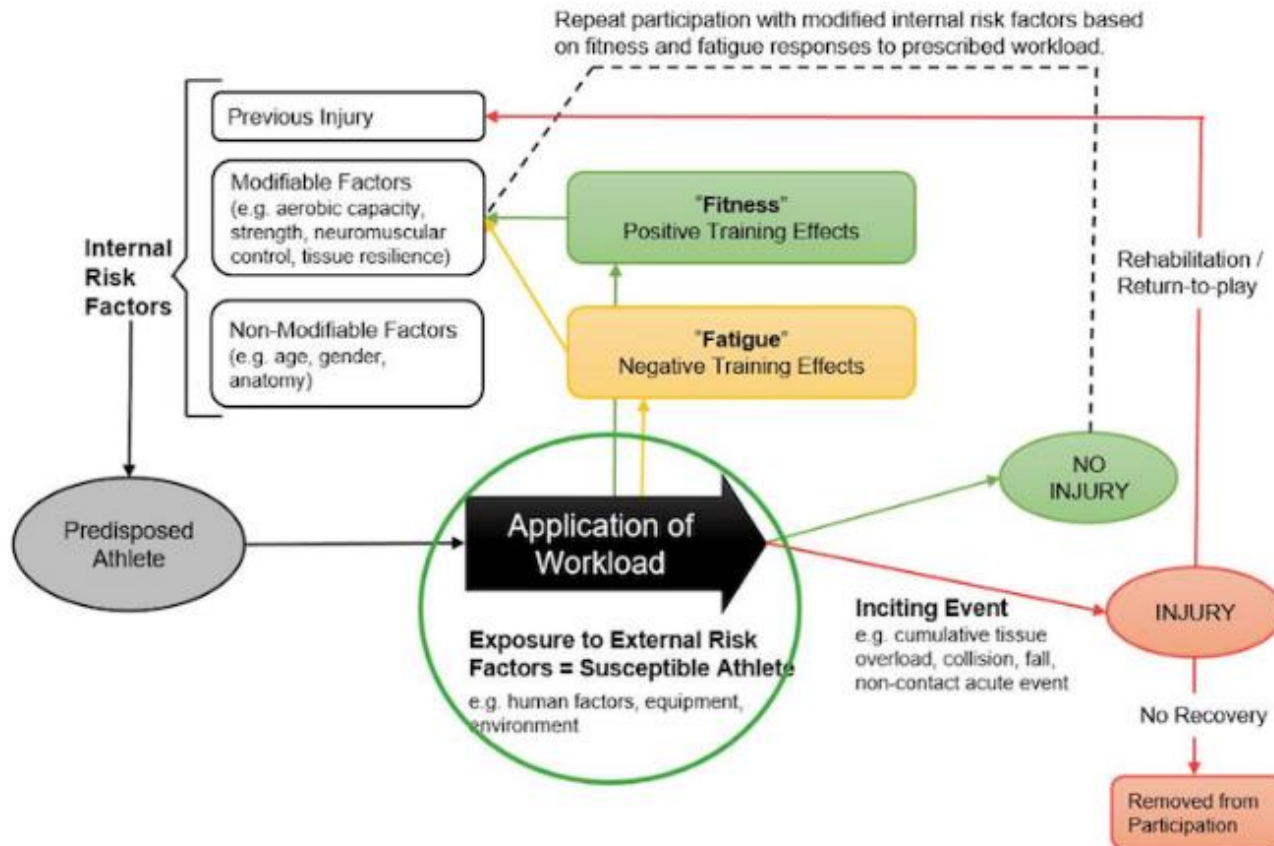 Repeat participation with modified internal risk factors based
on fitness and fatigue responses to prescribed workload.
Previous Injury
Modifiable Factors
(e.g. aerobic capacity,
strength, neuromuscular
control, tissue resilience)
Internal
Risk
Factors
Non-Modifiable Factors
(e.g. age, gender,
anatomy)
"Fitness"
Positive Training Effects
"Fatigue"
Negative Training Effects
Rehabilitation /
Return-to-play
Predisposed
Athlete
Application of
Workload
NO
INJURY
Exposure to External Risk
Factors = Susceptible Athlete
e.g. human factors, equipment,
environment
Inciting Event
e.g. cumulative tissue
overload, collision, fall,
non-contact acute event
INJURY
No Recovery
Removed from
Participation